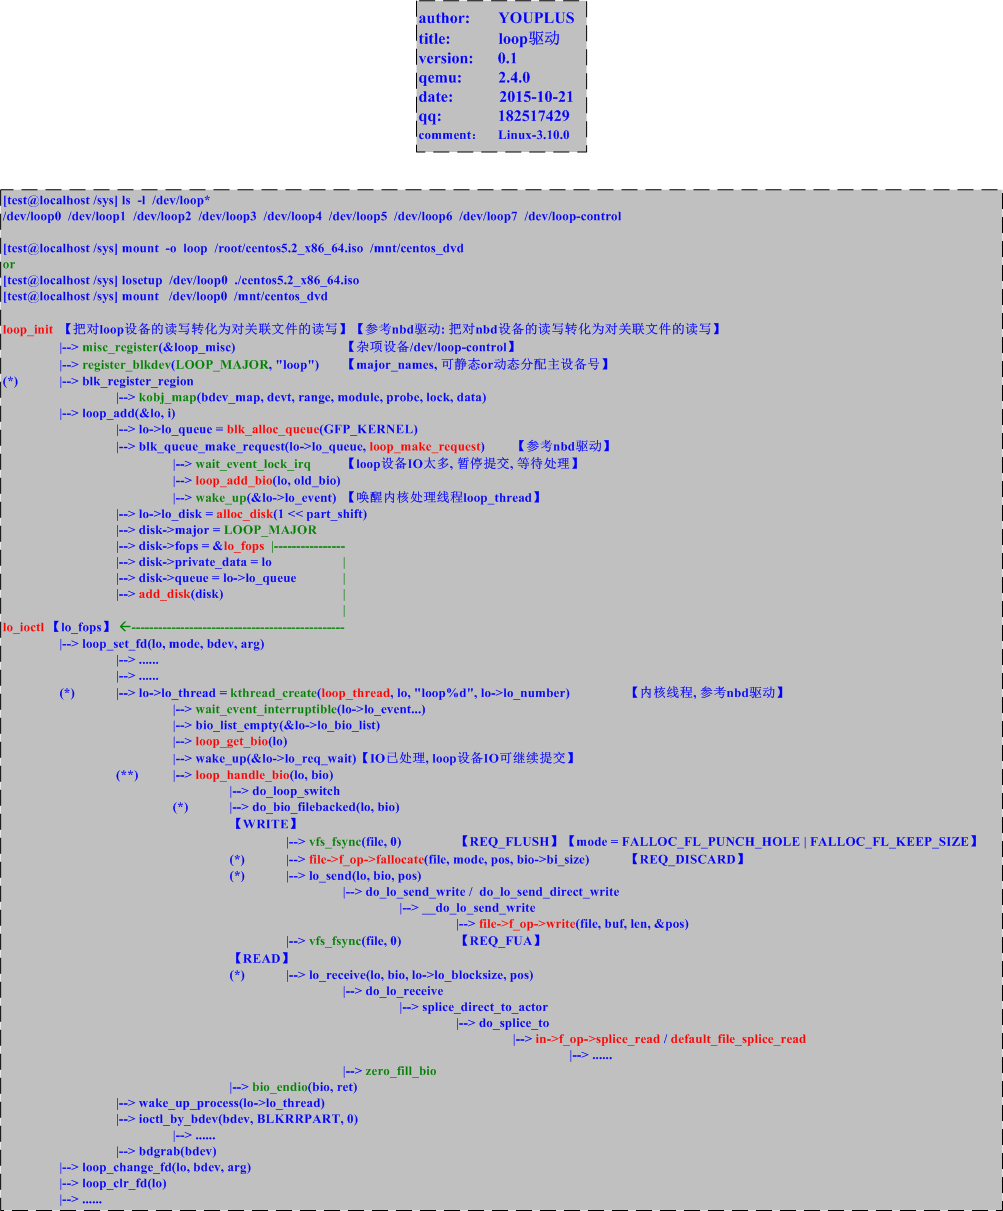 author: YOUPLUS
title: loop驱动
version: 0.1
qemu: 2.4.0
date: 2015-10-21
qq: 182517429
comment: Linux-3.10.0
[test@localhost /sys] ls -l /dev/loop*
/dev/loop0 /dev/loop1 /dev/loop2 /dev/loop3 /dev/loop4 /dev/loop5 /dev/loop6 /dev/loop7 /dev/loop-control
[test@localhost /sys] mount -o loop /root/centos5.2_x86_64.iso /mnt/centos_dvd
or
[test@localhost /sys] losetup /dev/loop0 ./centos5.2_x86_64.iso
[test@localhost /sys] mount /dev/loop0 /mnt/centos_dvd
loop_init 【把对loop设备的读写转化为对关联文件的读写】【参考nbd驱动: 把对nbd设备的读写转化为对关联文件的读写】
|--> misc_register(&loop_misc) 【杂项设备/dev/loop-control】
|--> register_blkdev(LOOP_MAJOR, "loop") 【major_names, 可静态or动态分配主设备号】
(*) |--> blk_register_region
|--> kobj_map(bdev_map, devt, range, module, probe, lock, data)
|--> loop_add(&lo, i)
|--> lo->lo_queue = blk_alloc_queue(GFP_KERNEL)
|--> blk_queue_make_request(lo->lo_queue, loop_make_request) 【参考nbd驱动】
|--> wait_event_lock_irq 【loop设备IO太多, 暂停提交, 等待处理】
|--> loop_add_bio(lo, old_bio)
|--> wake_up(&lo->lo_event) 【唤醒内核处理线程loop_thread】
|--> lo->lo_disk = alloc_disk(1 << part_shift)
|--> disk->major = LOOP_MAJOR
|--> disk->fops = &lo_fops |----------------
|--> disk->private_data = lo |
|--> disk->queue = lo->lo_queue |
|--> add_disk(disk) |
|
lo_ioctl 【lo_fops】 <------------------------------------------------
|--> loop_set_fd(lo, mode, bdev, arg)
|--> ......
|--> ......
(*) |--> lo->lo_thread = kthread_create(loop_thread, lo, "loop%d", lo->lo_number) 【内核线程, 参考nbd驱动】
|--> wait_event_interruptible(lo->lo_event...)
|--> bio_list_empty(&lo->lo_bio_list)
|--> loop_get_bio(lo)
|--> wake_up(&lo->lo_req_wait)【IO已处理, loop设备IO可继续提交】
(**) |--> loop_handle_bio(lo, bio)
|--> do_loop_switch
(*) |--> do_bio_filebacked(lo, bio)
【WRITE】
|--> vfs_fsync(file, 0) 【REQ_FLUSH】【mode = FALLOC_FL_PUNCH_HOLE | FALLOC_FL_KEEP_SIZE】
(*) |--> file->f_op->fallocate(file, mode, pos, bio->bi_size) 【REQ_DISCARD】
(*) |--> lo_send(lo, bio, pos)
|--> do_lo_send_write / do_lo_send_direct_write
|--> __do_lo_send_write
|--> file->f_op->write(file, buf, len, &pos)
|--> vfs_fsync(file, 0) 【REQ_FUA】
【READ】
(*) |--> lo_receive(lo, bio, lo->lo_blocksize, pos)
|--> do_lo_receive
|--> splice_direct_to_actor
|--> do_splice_to
|--> in->f_op->splice_read / default_file_splice_read
|--> ......
|--> zero_fill_bio
|--> bio_endio(bio, ret)
|--> wake_up_process(lo->lo_thread)
|--> ioctl_by_bdev(bdev, BLKRRPART, 0)
|--> ......
|--> bdgrab(bdev)
|--> loop_change_fd(lo, bdev, arg)
|--> loop_clr_fd(lo)
|--> ......